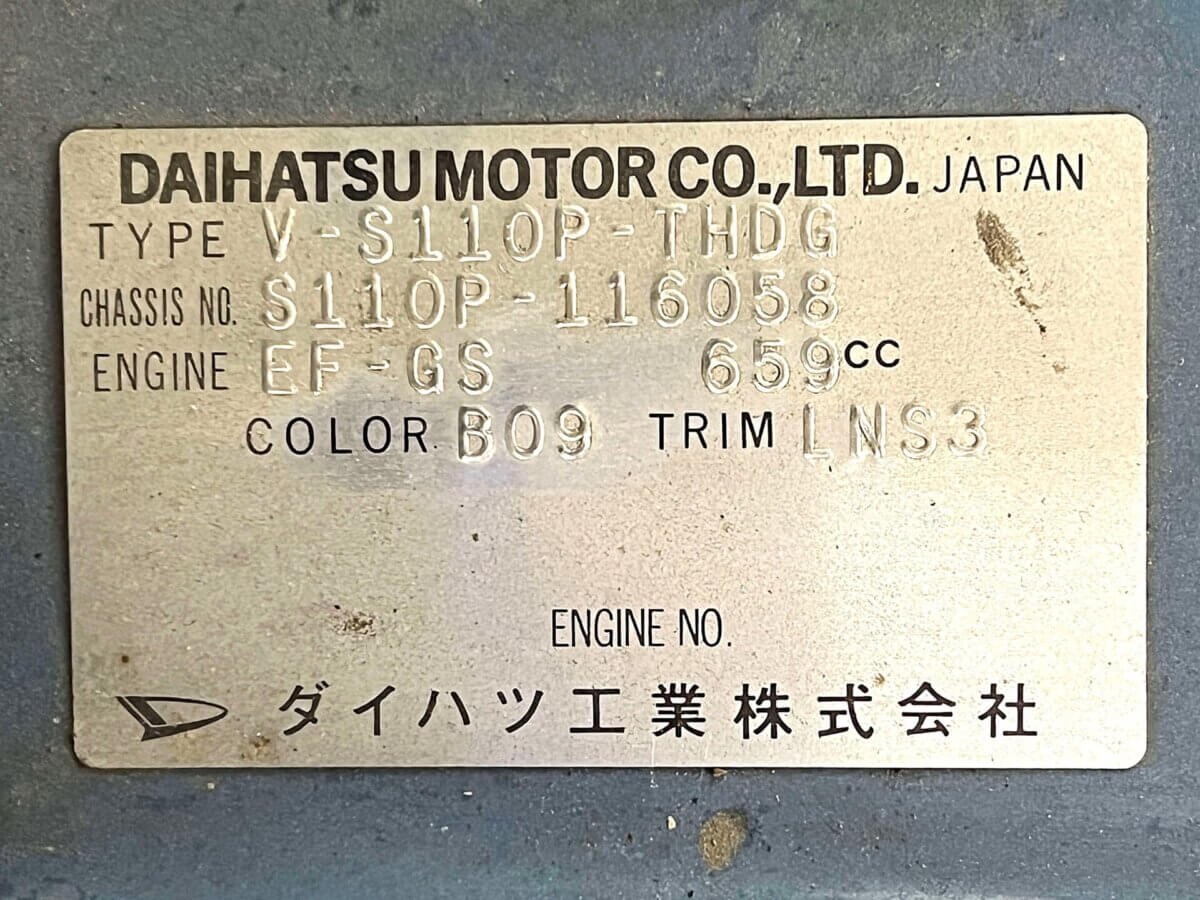 DAIHATSU MOTOR CO.,LTD. JAPAN
TYPE V-S110P-THDG
CHASSIS NO. S110P-116058
ENGINE EF-GS 659CC
COLOR B09 TRIM LNS3
ENGINE NO.
ダイハツ工業株式会社